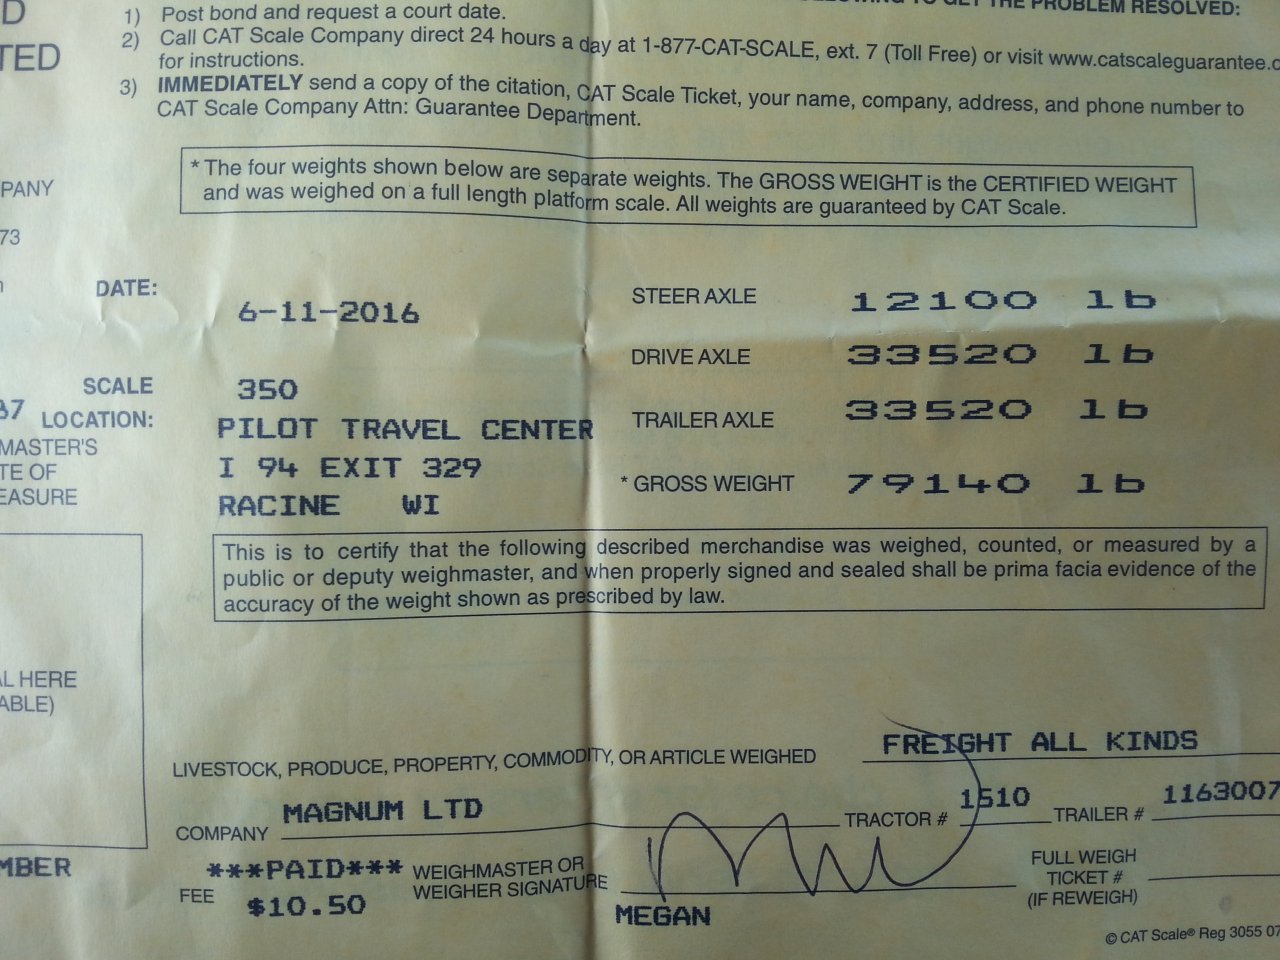 TO GET THE PROBLEM RESOLVED:
1) Post bond and request a court date.
2) Call CAT Scale Company direct 24 hours a day at 1-877-CAT-SCALE, ext. 7 (Toll Free) or visit www.catscaleguarantee.c
for instructions.
3) IMMEDIATELY send a copy of the citation, CAT Scale Ticket, your name, company, address, and phone number to
CAT Scale Company Attn: Guarantee Department.
D
TED
PANY
73
* The four weights shown below are separate weights. The GROSS WEIGHT is the CERTIFIED WEIGHT
and was weighed on a full length platform scale. All weights are guaranteed by CAT Scale.
DATE: 6-11-2016
STEER AXLE 12100 lb
DRIVE AXLE 33520 lb
TRAILER AXLE 33520 lb
* GROSS WEIGHT 79140 lb
SCALE 350
LOCATION: PILOT TRAVEL CENTER
I 94 EXIT 329
RACINE WI
37
MASTER'S
TE OF
EASURE
This is to certify that the following described merchandise was weighed, counted, or measured by a
public or deputy weighmaster, and when properly signed and sealed shall be prima facia evidence of the
accuracy of the weight shown as prescribed by law.
L HERE
ABLE)
LIVESTOCK, PRODUCE, PROPERTY, COMMODITY, OR ARTICLE WEIGHED FREIGHT ALL KINDS
COMPANY MAGNUM LTD TRACTOR # 1510 TRAILER # 1163007
MBER
***PAID***
FEE $10.50
WEIGHMASTER OR
WEIGHER SIGNATURE
MEGAN
FULL WEIGH
TICKET #
(IF REWEIGH)
© CAT Scale® Reg 3055 07